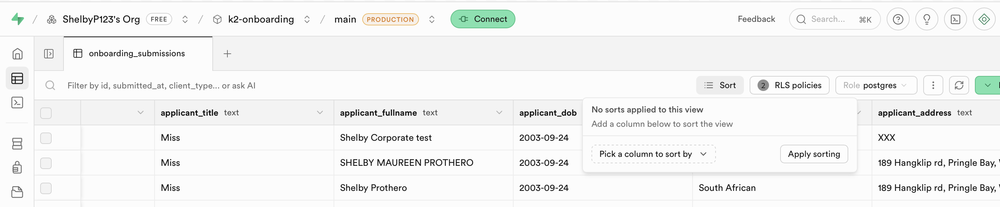 / ShelbyP123's Org FREE / k2-onboarding / main PRODUCTION Connect Feedback Search... ⌘K
onboarding_submissions
Filter by id, submitted_at, client_type... or ask AI Sort 2 RLS policies Role postgres
applicant_title text applicant_fullname text applicant_dob applicant_address text
No sorts applied to this view
Add a column below to sort the view
Pick a column to sort by Apply sorting
Miss Shelby Corporate test 2003-09-24 XXX
Miss SHELBY MAUREEN PROTHERO 2003-09-24 189 Hangklip rd, Pringle Bay,
Miss Shelby Prothero 2003-09-24 South African 189 Hangklip rd, Pringle Bay,